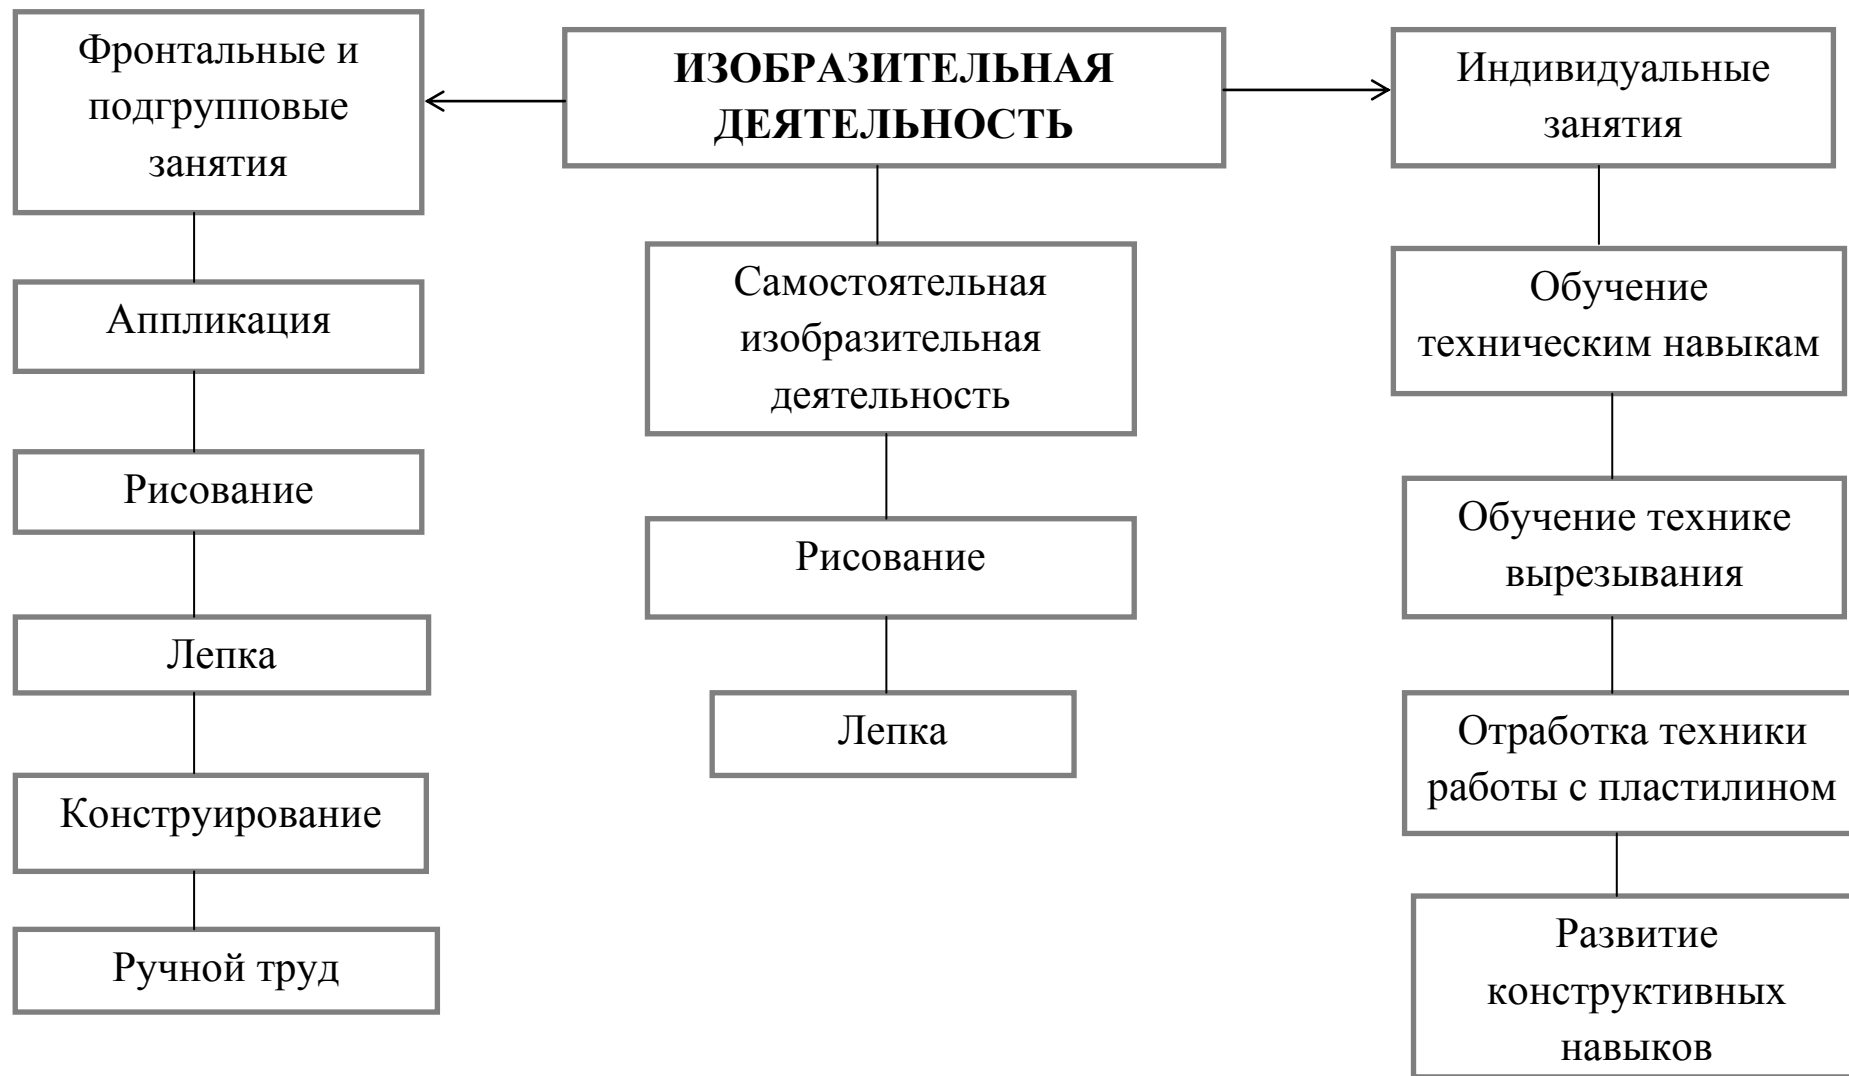 Фронтальные и
подгрупповые
занятия
ИЗОБРАЗИТЕЛЬНАЯ
ДЕЯТЕЛЬНОСТЬ
Индивидуальные
занятия
Аппликация
Рисование
Лепка
Конструирование
Ручной труд
Самостоятельная
изобразительная
деятельность
Рисование
Лепка
Обучение
техническим навыкам
Обучение технике
вырезывания
Отработка техники
работы с пластилином
Развитие
конструктивных
навыков